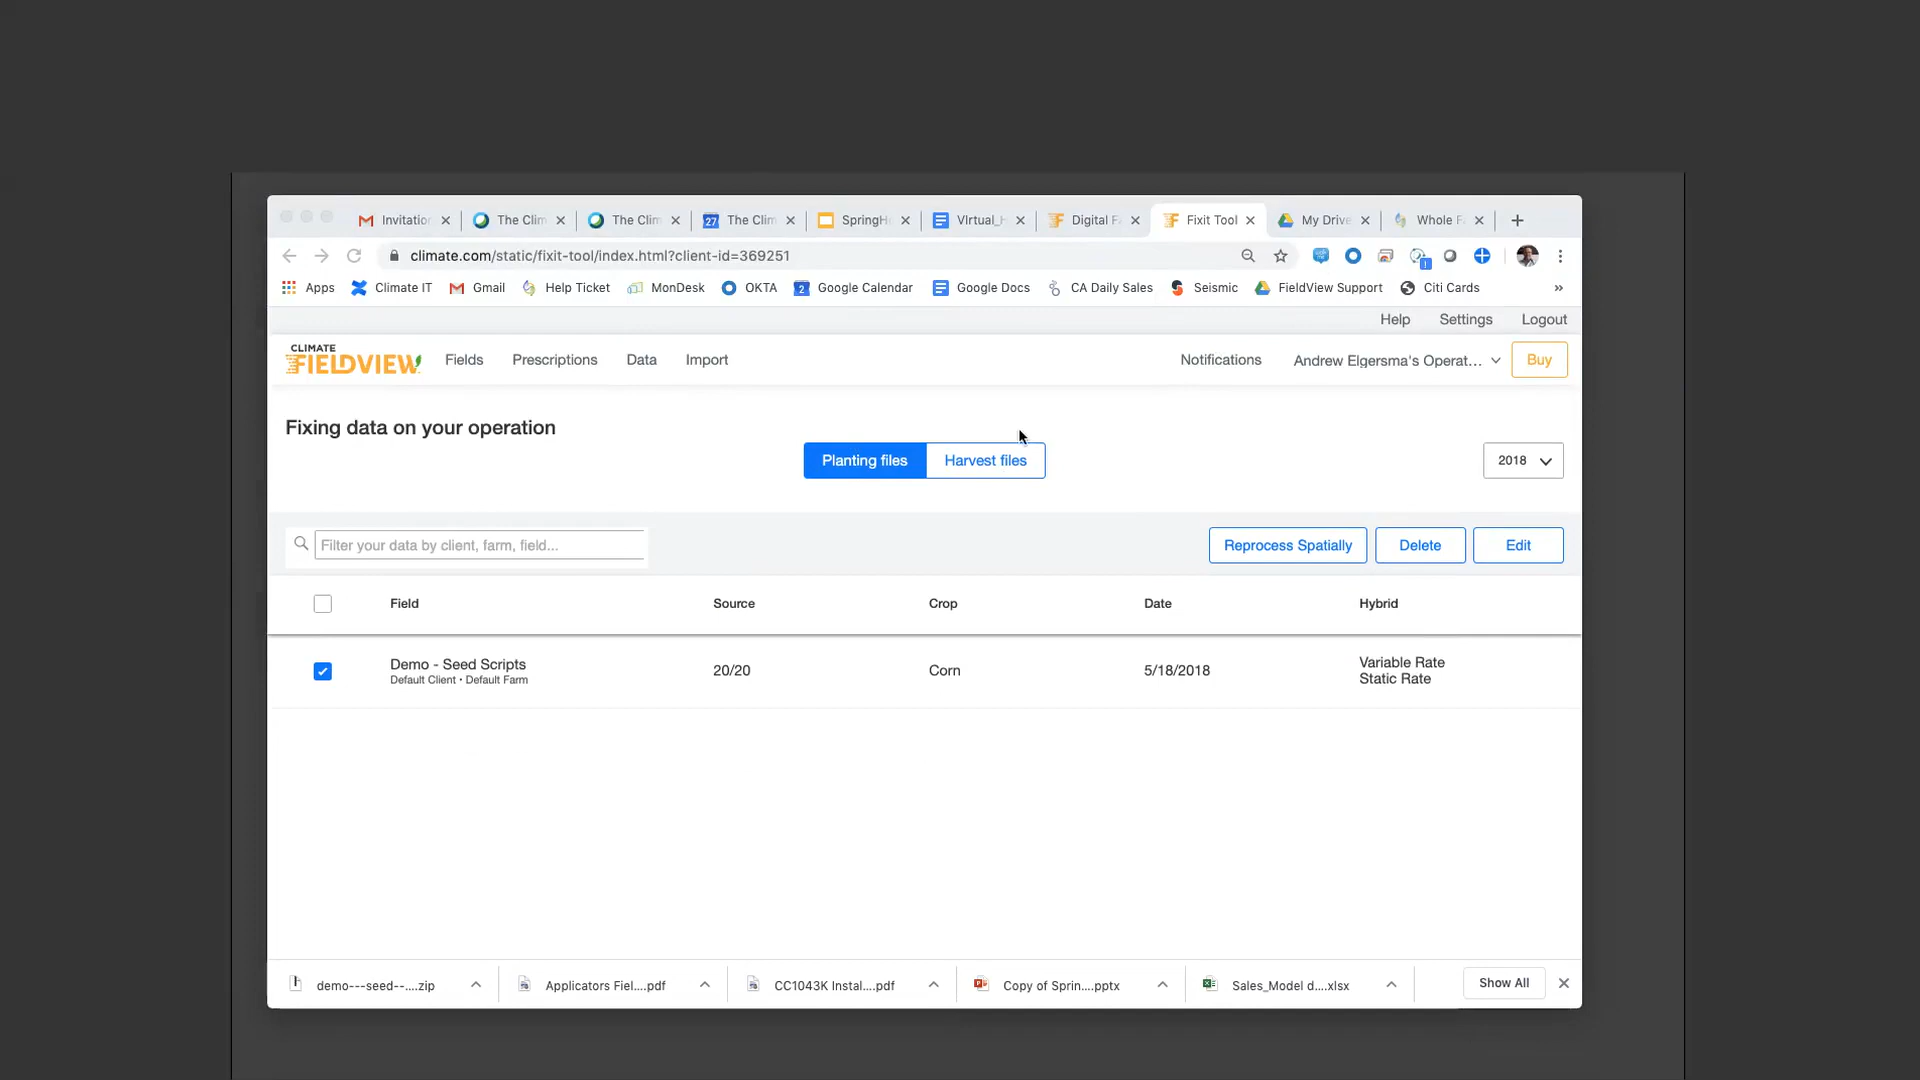 Invitatio
The Clim
The Clim
27
The Clim
SpringH
VIrtual_H
Digital FA
Fixit Tool
My Drive
Whole F
climate.com/static/fixit-tool/index.html?client-id=369251
Apps
Climate IT
Gmail
Help Ticket
MonDesk
OKTA
2
Google Calendar
Google Docs
CA Daily Sales
Seismic
FieldView Support
Citi Cards
»
Help
Settings
Logout
CLIMATE
FIELDVIEW
Fields
Prescriptions
Data
Import
Notifications
Andrew Elgersma's Operat...
Buy
Fixing data on your operation
Planting files
Harvest files
2018
Filter your data by client, farm, field...
Reprocess Spatially
Delete
Edit
Field
Source
Crop
Date
Hybrid
Demo - Seed Scripts
Default Client • Default Farm
20/20
Corn
5/18/2018
Variable Rate
Static Rate
demo---seed--....zip
Applicators Fiel....pdf
CC1043K Instal....pdf
Copy of Sprin....pptx
Sales_Model d....xlsx
Show All